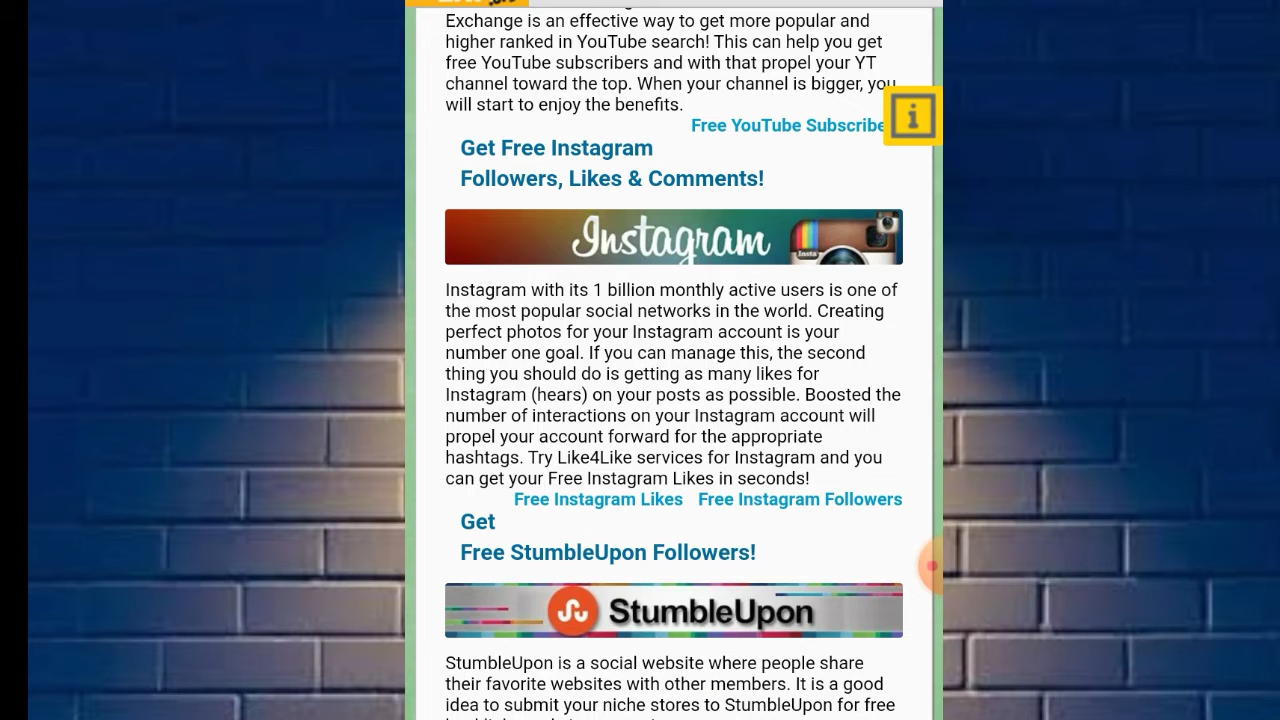 Exchange is an effective way to get more popular and
higher ranked in YouTube search! This can help you get
free YouTube subscribers and with that propel your YT
channel toward the top. When your channel is bigger, you
will start to enjoy the benefits.
Free YouTube
Get Free Instagram
Followers, Likes & Comments!
Instagram
Insta
Instagram with its 1 billion monthly active users is one of
the most popular social networks in the world. Creating
perfect photos for your Instagram account is your
number one goal. If you can manage this, the second
thing you should do is getting as many likes for
Instagram (hears) on your posts as possible. Boosted the
number of interactions on your Instagram account will
propel your account forward for the appropriate
hashtags. Try Like4Like services for Instagram and you
can get your Free Instagram Likes in seconds!
Free Instagram Likes Free Instagram Followers
Get
Free StumbleUpon Followers!
StumbleUpon
StumbleUpon is a social website where people share
their favorite websites with other members. It is a good
idea to submit your niche stores to StumbleUpon for free